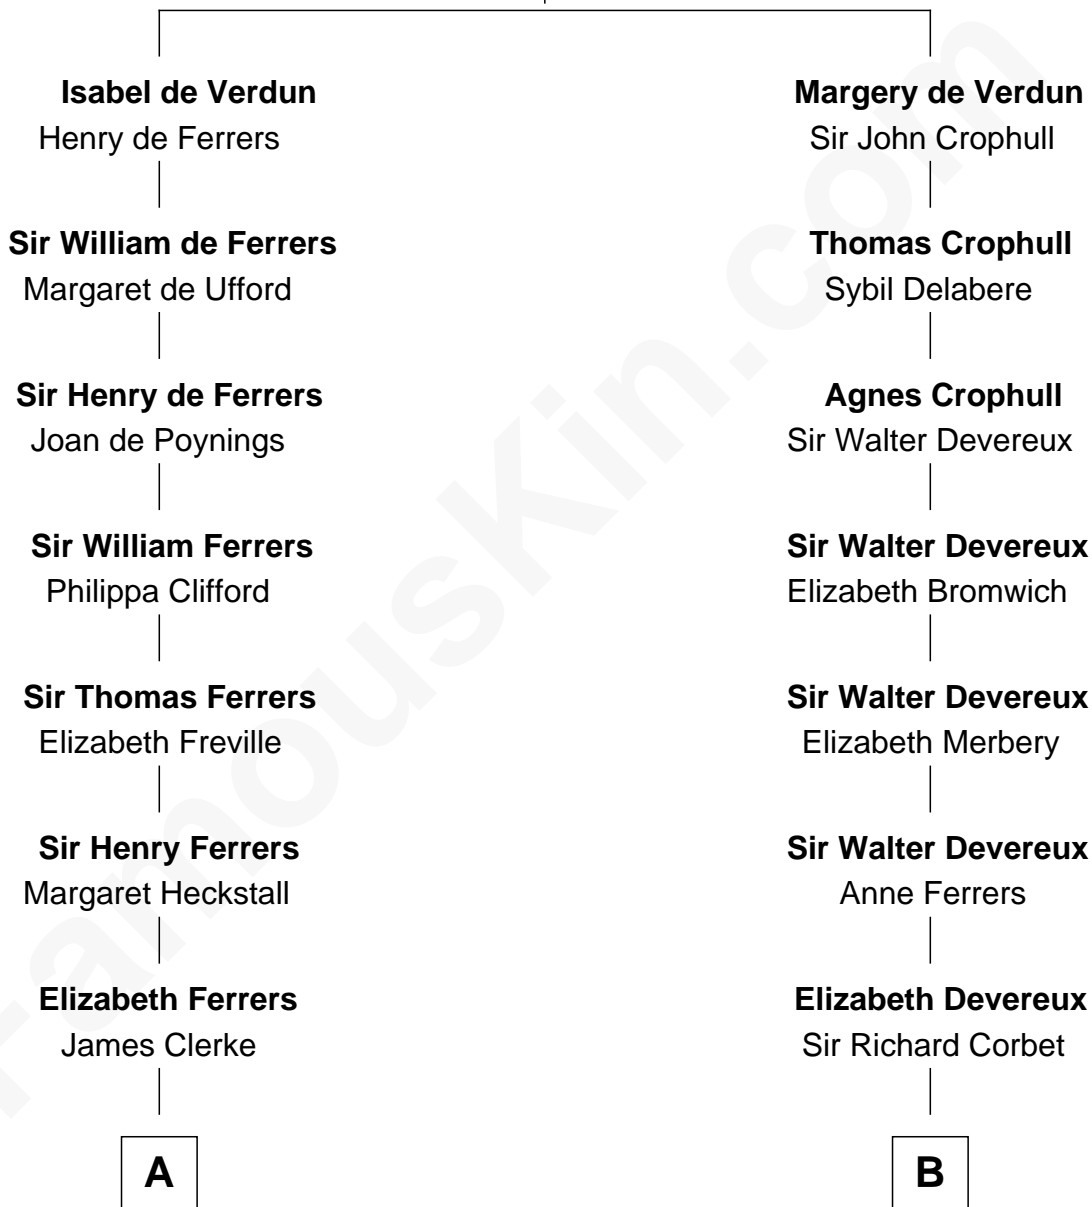 Isabel de Verdun
Henry de Ferrers
Sir William de Ferrers
Margaret de Ufford
Sir Henry de Ferrers
Joan de Poynings
Sir William Ferrers
Philippa Clifford
Sir Thomas Ferrers
Elizabeth Freville
Sir Henry Ferrers
Margaret Heckstall
Elizabeth Ferrers
James Clerke
A
Margery de Verdun
Sir John Crophull
Thomas Crophull
Sybil Delabere
Agnes Crophull
Sir Walter Devereux
Sir Walter Devereux
Elizabeth Bromwich
Sir Walter Devereux
Elizabeth Merbery
Sir Walter Devereux
Anne Ferrers
Elizabeth Devereux
Sir Richard Corbet
B
FamousKin.com